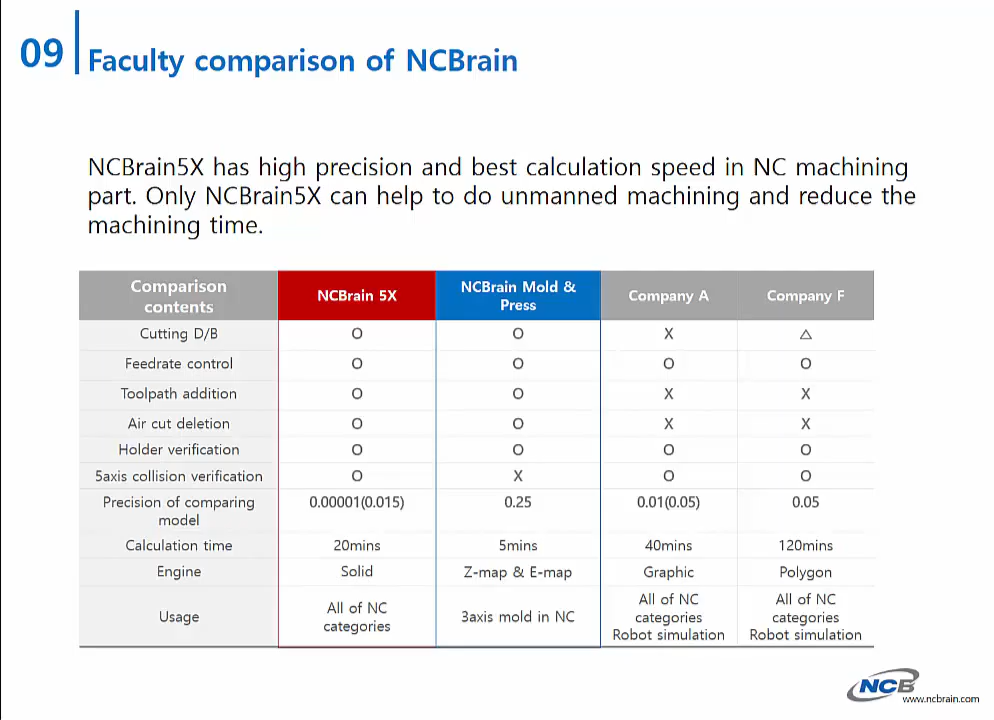 09
Faculty comparison of NCBrain
NCBrain5X has high precision and best calculation speed in NC machining
part. Only NCBrain5X can help to do unmanned machining and reduce the
machining time.
Comparison contents NCBrain 5X NCBrain Mold & Press Company A Company F
Cutting D/B O O X △
Feedrate control O O O O
Toolpath addition O O X X
Air cut deletion O O X X
Holder verification O O O O
5axis collision verification O X O O
Precision of comparing model 0.00001(0.015) 0.25 0.01(0.05) 0.05
Calculation time 20mins 5mins 40mins 120mins
Engine Solid Z-map & E-map Graphic Polygon
Usage All of NC categories 3axis mold in NC All of NC categories Robot simulation All of NC categories Robot simulation
NCB
www.ncbrain.com